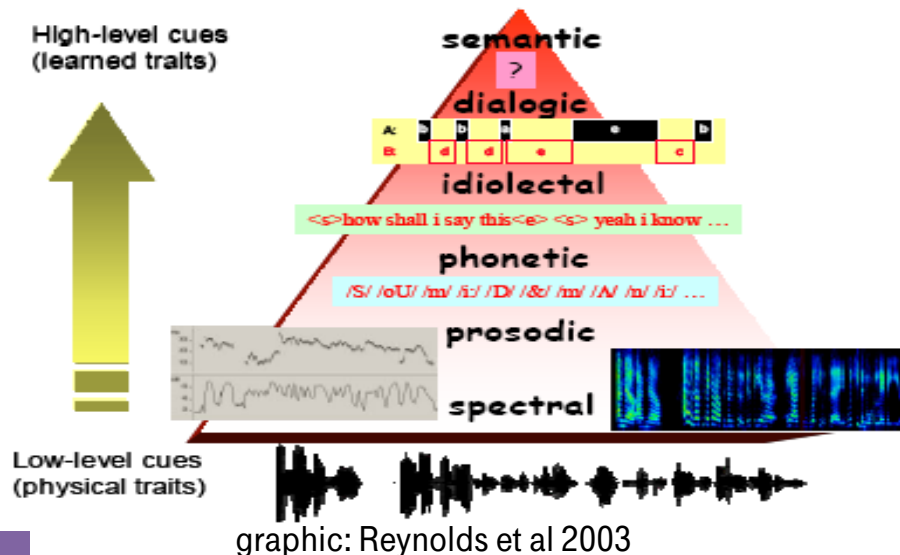 High-level cues
(learned traits)
semantic
?
dialogic
A: b b a e b
B: d d e c
idiolectal
<s>how shall i say this<e> <s> yeah i know ...
phonetic
/S/ /oU/ /m/ /i:/ /D/ /&/ /m/ /A/ /n/ /i:/ ...
prosodic
spectral
Low-level cues
(physical traits)
graphic: Reynolds et al 2003